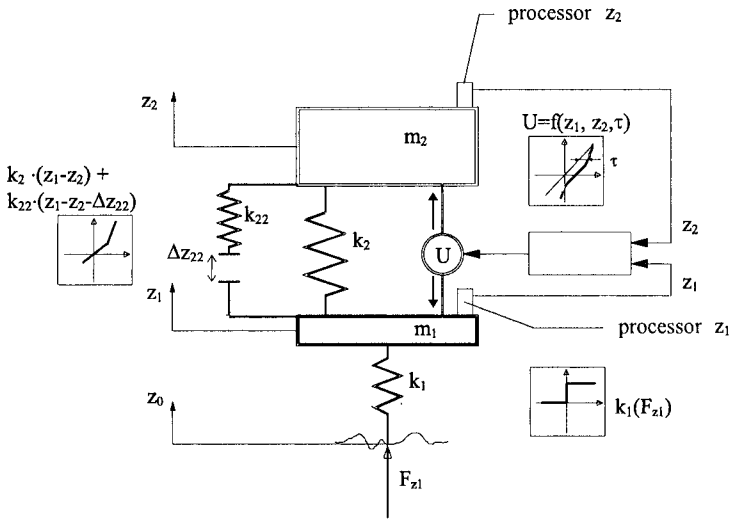 processor z₂
z₂
m₂
U=f(z₁, z₂,τ)
τ
k₂ ·(z₁-z₂) +
k₂₂·(z₁-z₂-Δz₂₂)
k₂₂
k₂
U
z₂
Δz₂₂
z₁
z₁
m₁
processor z₁
k₁
z₀
k₁(F_z1)
F_z1